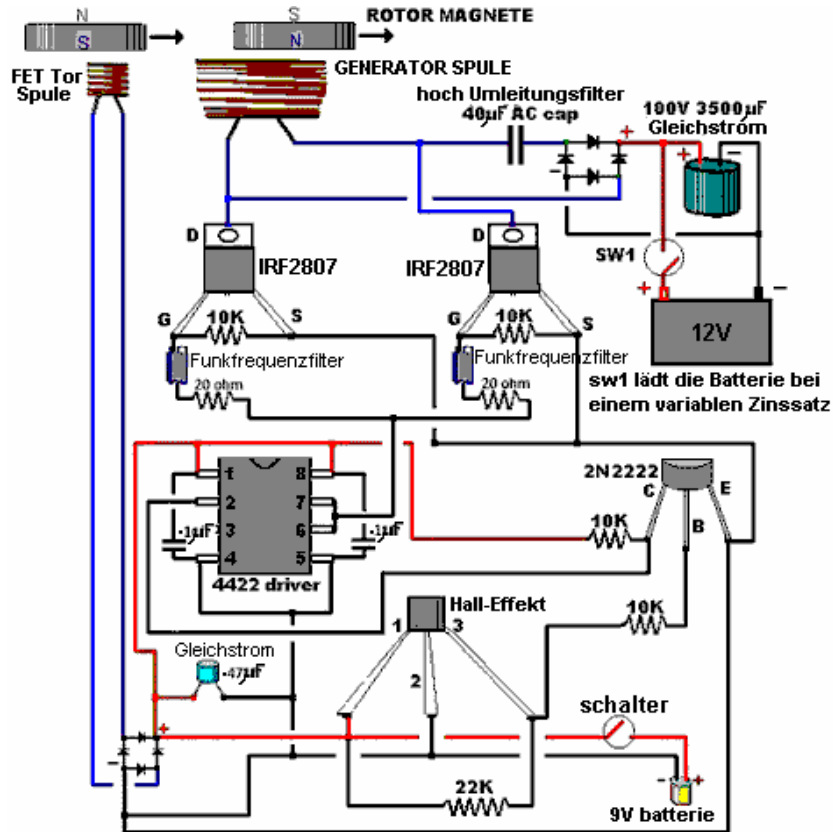 N
S
ROTOR MAGNETE
S
N
FET Tor
Spule
GENERATOR SPULE
hoch Umleitungsfilter
40µF AC cap
100V 3500µF
Gleichstrom
+
+
-
-
D
IRF2807
D
IRF2807
SW1
+
-
12V
G
10K
S
G
10K
S
Funkfrequenzfilter
20 ohm
Funkfrequenzfilter
20 ohm
sw1 lädt die Batterie bei
einem variablen Zinssatz
1
8
2
7
3
6
4
5
.1µF
.1µF
4422 driver
2N2222
C
E
B
10K
10K
Hall-Effekt
1
3
2
Gleichstrom
.47µF
+
-
schalter
22K
-
+
9V batterie